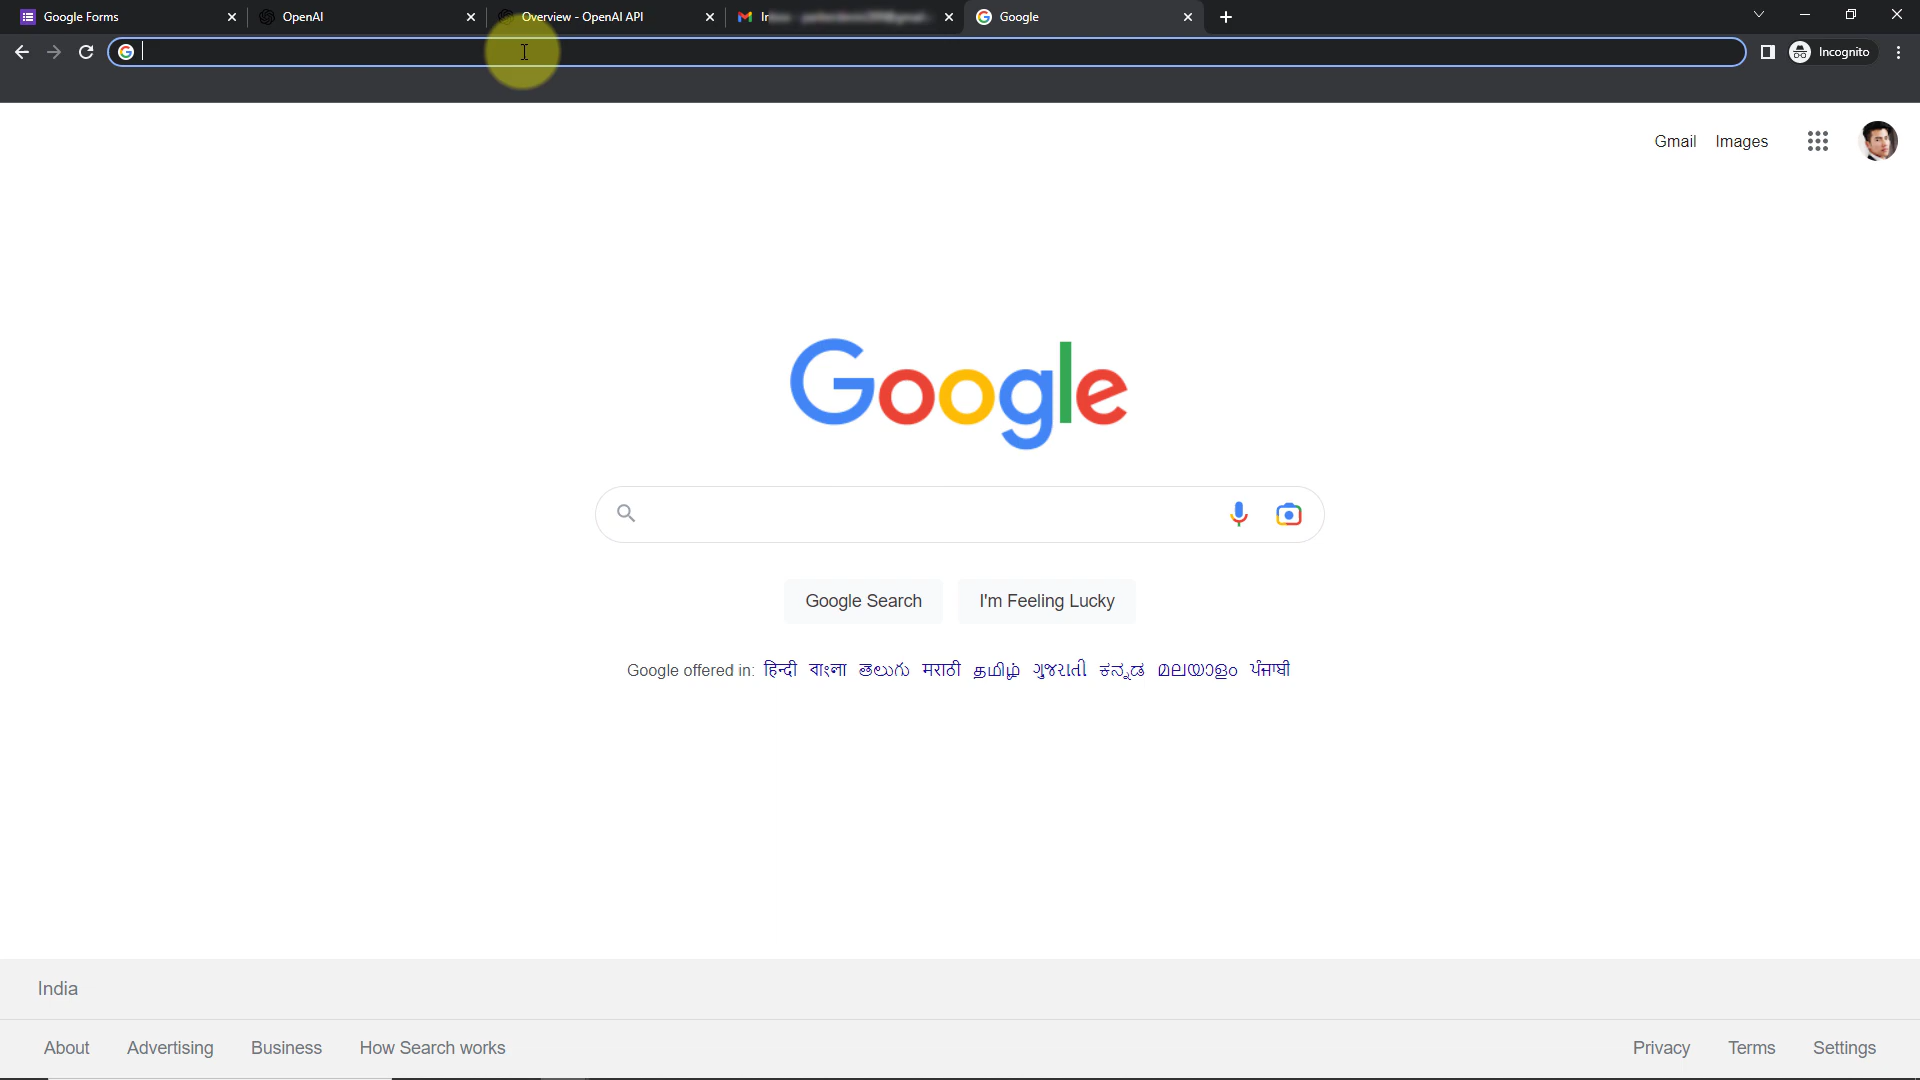 Google Forms
OpenAI
Overview - OpenAI API
Google
Incognito
Gmail Images
Google
Google Search
I'm Feeling Lucky
Google offered in: हिन्दी বাংলা తెలుగు मराठी தமிழ் ગુજરાતી ಕನ್ನಡ മലയാളം ਪੰਜਾਬੀ
India
About Advertising Business How Search works
Privacy Terms Settings